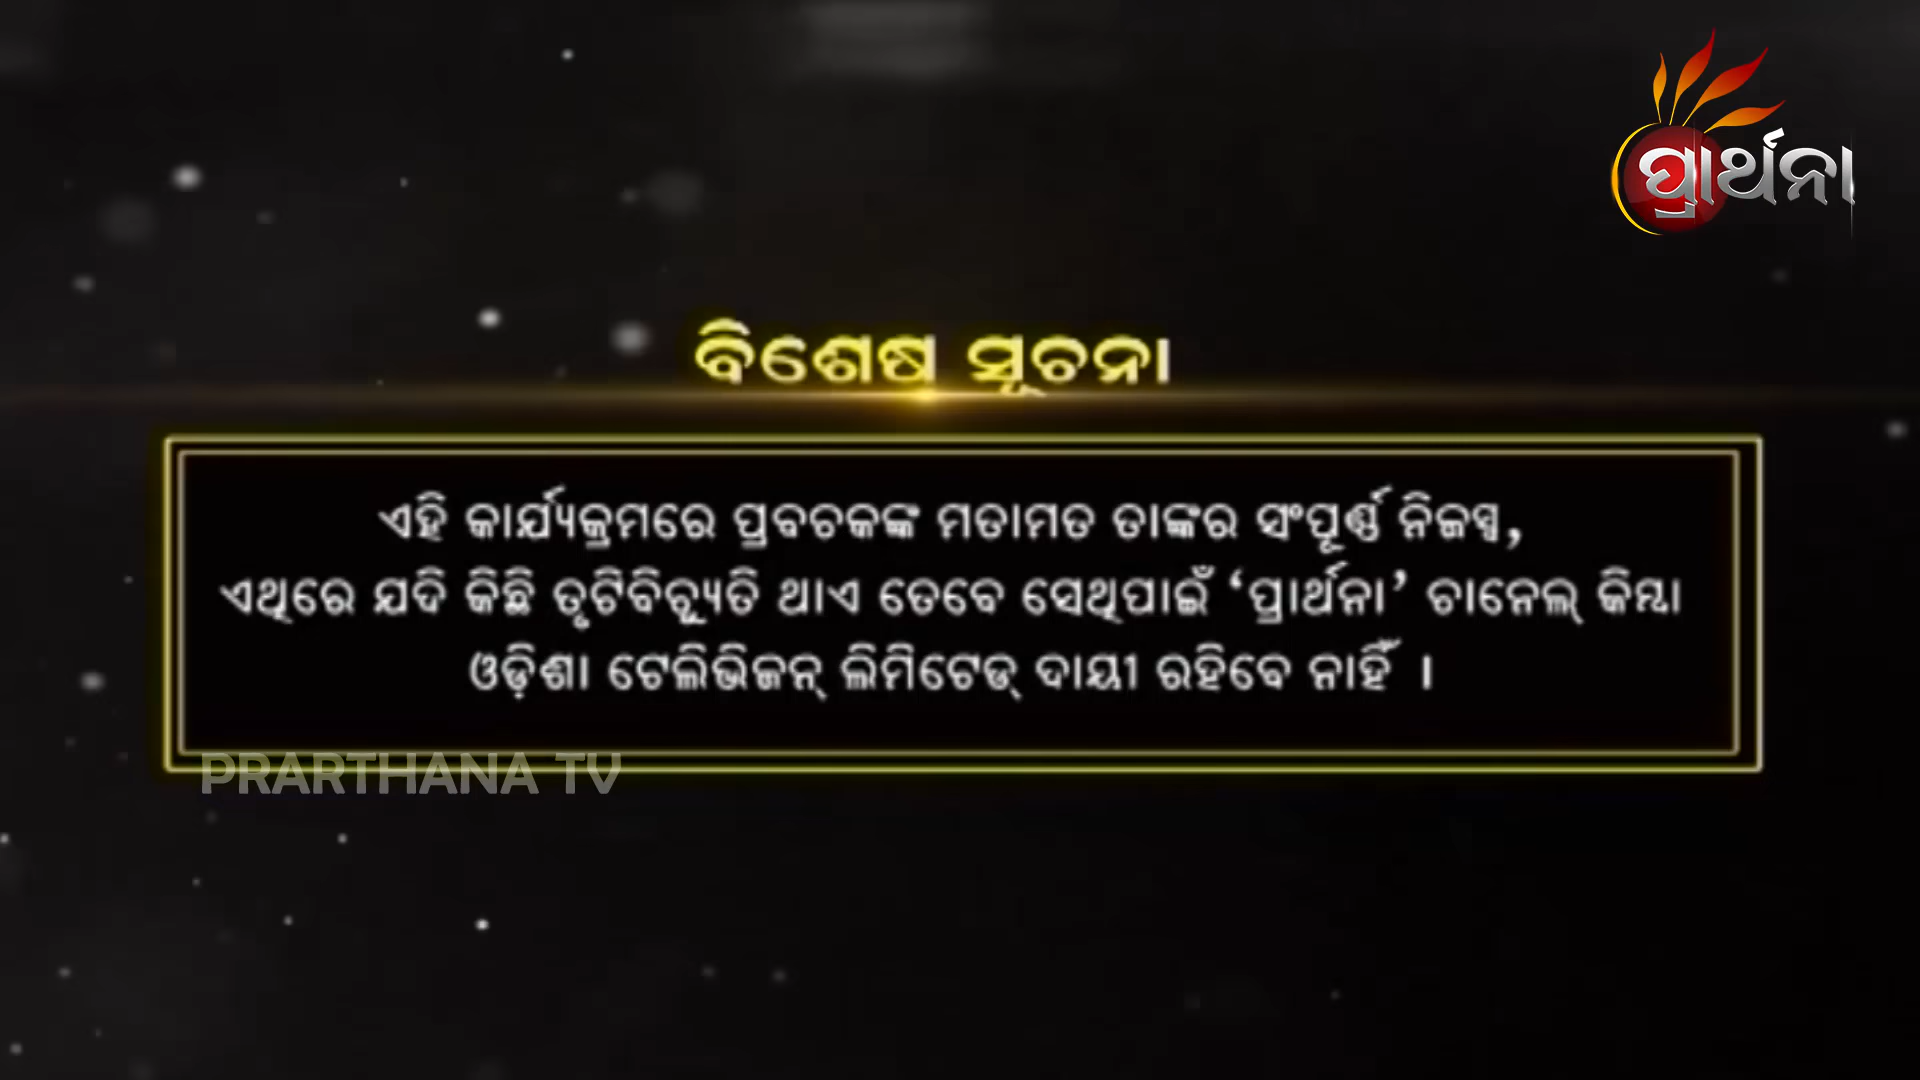 ପ୍ରାର୍ଥନା
ବିଶେଷ ସୂଚନା
ଏହି କାର୍ଯ୍ୟକ୍ରମରେ ପ୍ରବଚକଙ୍କ ମତାମତ ତାଙ୍କର ସଂପୂର୍ଣ୍ଣ ନିଜସ୍ୱ,
ଏଥିରେ ଯଦି କିଛି ତୃଟିବିଚ୍ୟୁତି ଥାଏ ତେବେ ସେଥିପାଇଁ ‘ପ୍ରାର୍ଥନା’ ଚାନେଲ୍ କିମ୍ଭା
ଓଡ଼ିଶା ଟେଲିଭିଜନ୍ ଲିମିଟେଡ୍ ଦାୟୀ ରହିବେ ନାହିଁ ।
PRARTHANA TV